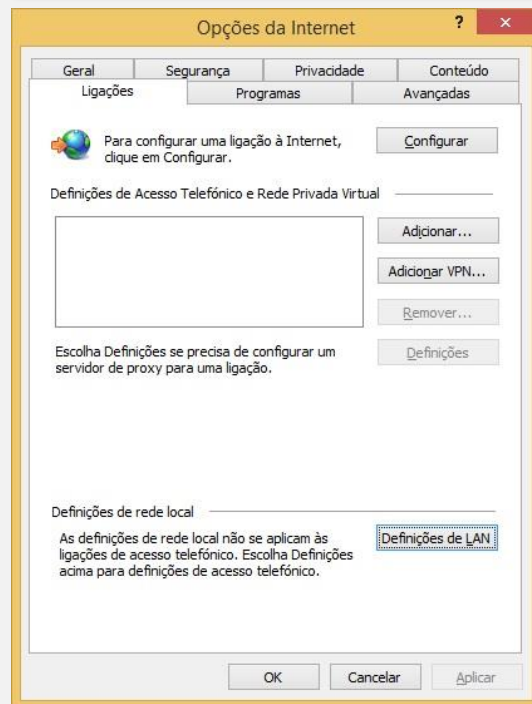 Opções da Internet
? ×
Geral Segurança Privacidade Conteúdo
Ligações Programas Avançadas
Para configurar uma ligação à Internet,
clique em Configurar.
Configurar
Definições de Acesso Telefónico e Rede Privada Virtual
Adicionar...
Adicionar VPN...
Remover...
Escolha Definições se precisa de configurar um
servidor de proxy para uma ligação.
Definições
Definições de rede local
As definições de rede local não se aplicam às
ligações de acesso telefónico. Escolha Definições
acima para definições de acesso telefónico.
Definições de LAN
OK Cancelar Aplicar